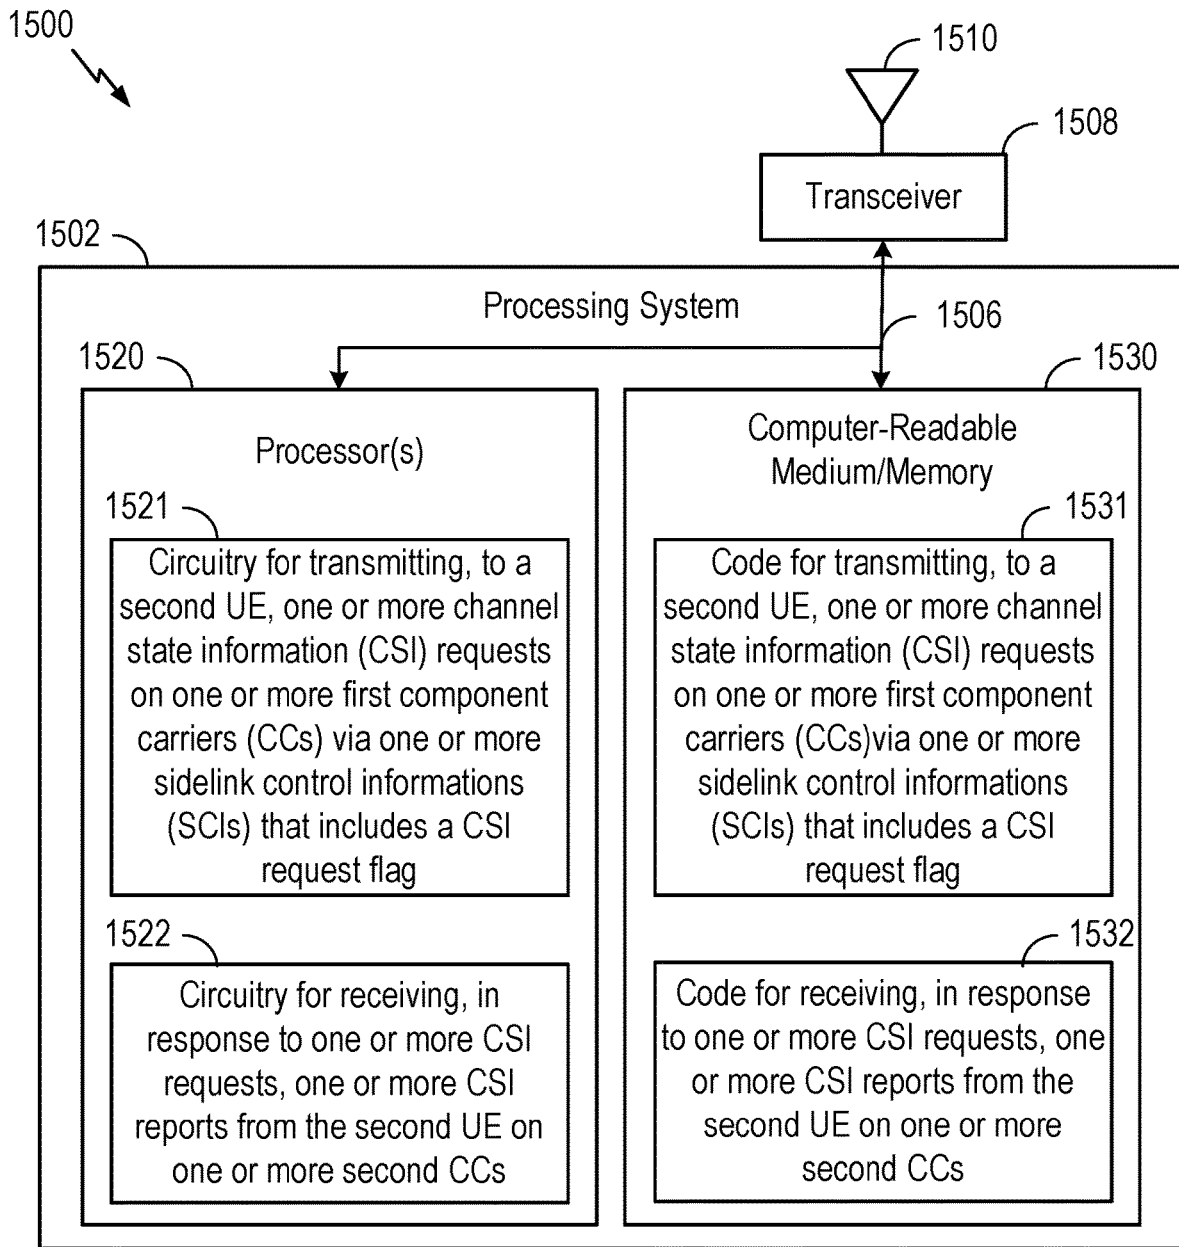 1500
1510
1508
Transceiver
1502
Processing System
1506
1520
1530
Processor(s)
Computer-Readable
Medium/Memory
1521
Circuitry for transmitting, to a
second UE, one or more channel
state information (CSI) requests
on one or more first component
carriers (CCs) via one or more
sidelink control informations
(SCIs) that includes a CSI
request flag
1531
Code for transmitting, to a
second UE, one or more channel
state information (CSI) requests
on one or more first component
carriers (CCs)via one or more
sidelink control informations
(SCIs) that includes a CSI
request flag
1522
Circuitry for receiving, in
response to one or more CSI
requests, one or more CSI
reports from the second UE on
one or more second CCs
1532
Code for receiving, in response
to one or more CSI requests, one
or more CSI reports from the
second UE on one or more
second CCs